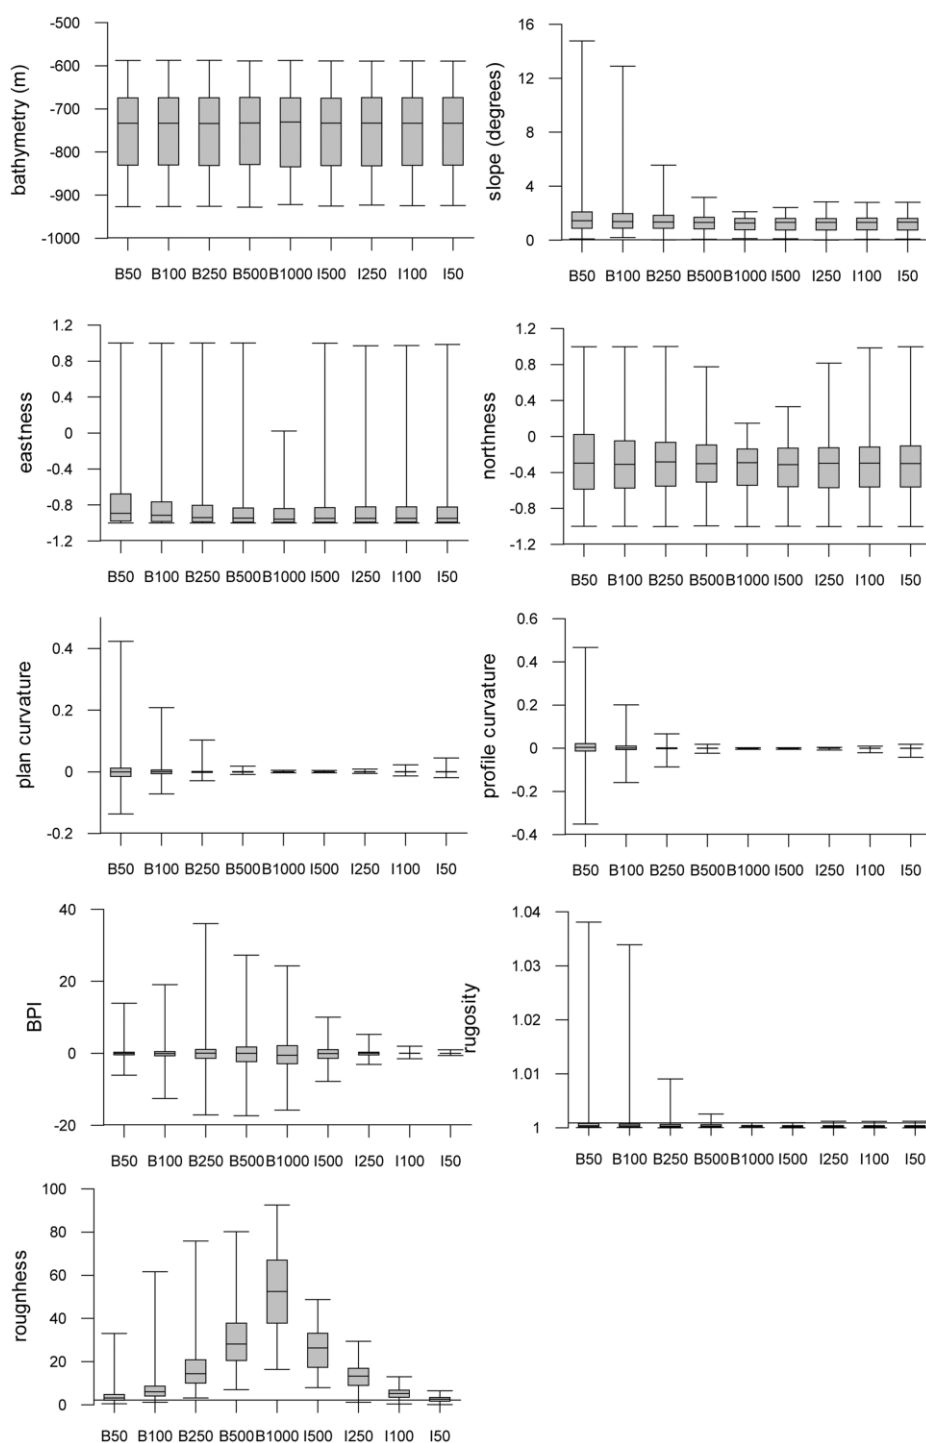 bathymetry (m)
-500
-600
-700
-800
-900
-1000
B50 B100 B250 B500 B1000 I500 I250 I100 I50
slope (degrees)
16
12
8
4
0
B50 B100 B250 B500 B1000 I500 I250 I100 I50
eastness
1.2
0.8
0.4
0
-0.4
-0.8
-1.2
B50 B100 B250 B500 B1000 I500 I250 I100 I50
northness
1.2
0.8
0.4
0
-0.4
-0.8
-1.2
B50 B100 B250 B500 B1000 I500 I250 I100 I50
plan curvature
0.4
0.2
0
-0.2
B50 B100 B250 B500 B1000 I500 I250 I100 I50
profile curvature
0.6
0.4
0.2
0
-0.2
-0.4
B50 B100 B250 B500 B1000 I500 I250 I100 I50
BPI
40
20
0
-20
B50 B100 B250 B500 B1000 I500 I250 I100 I50
rugosity
1.04
1.03
1.02
1.01
1
B50 B100 B250 B500 B1000 I500 I250 I100 I50
rougnhess
100
80
60
40
20
0
B50 B100 B250 B500 B1000 I500 I250 I100 I50